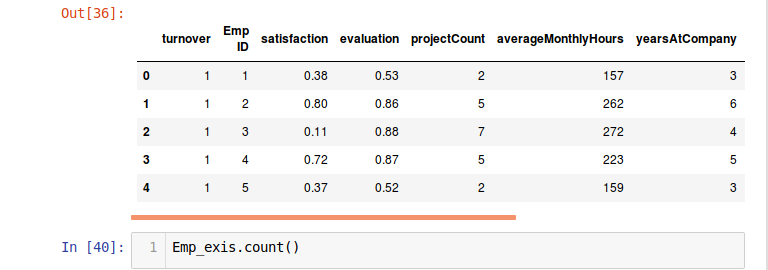 Out[36]:
turnover Emp ID satisfaction evaluation projectCount averageMonthlyHours yearsAtCompany
0 1 1 0.38 0.53 2 157 3
1 1 2 0.80 0.86 5 262 6
2 1 3 0.11 0.88 7 272 4
3 1 4 0.72 0.87 5 223 5
4 1 5 0.37 0.52 2 159 3
In [40]: 1 Emp_exis.count()